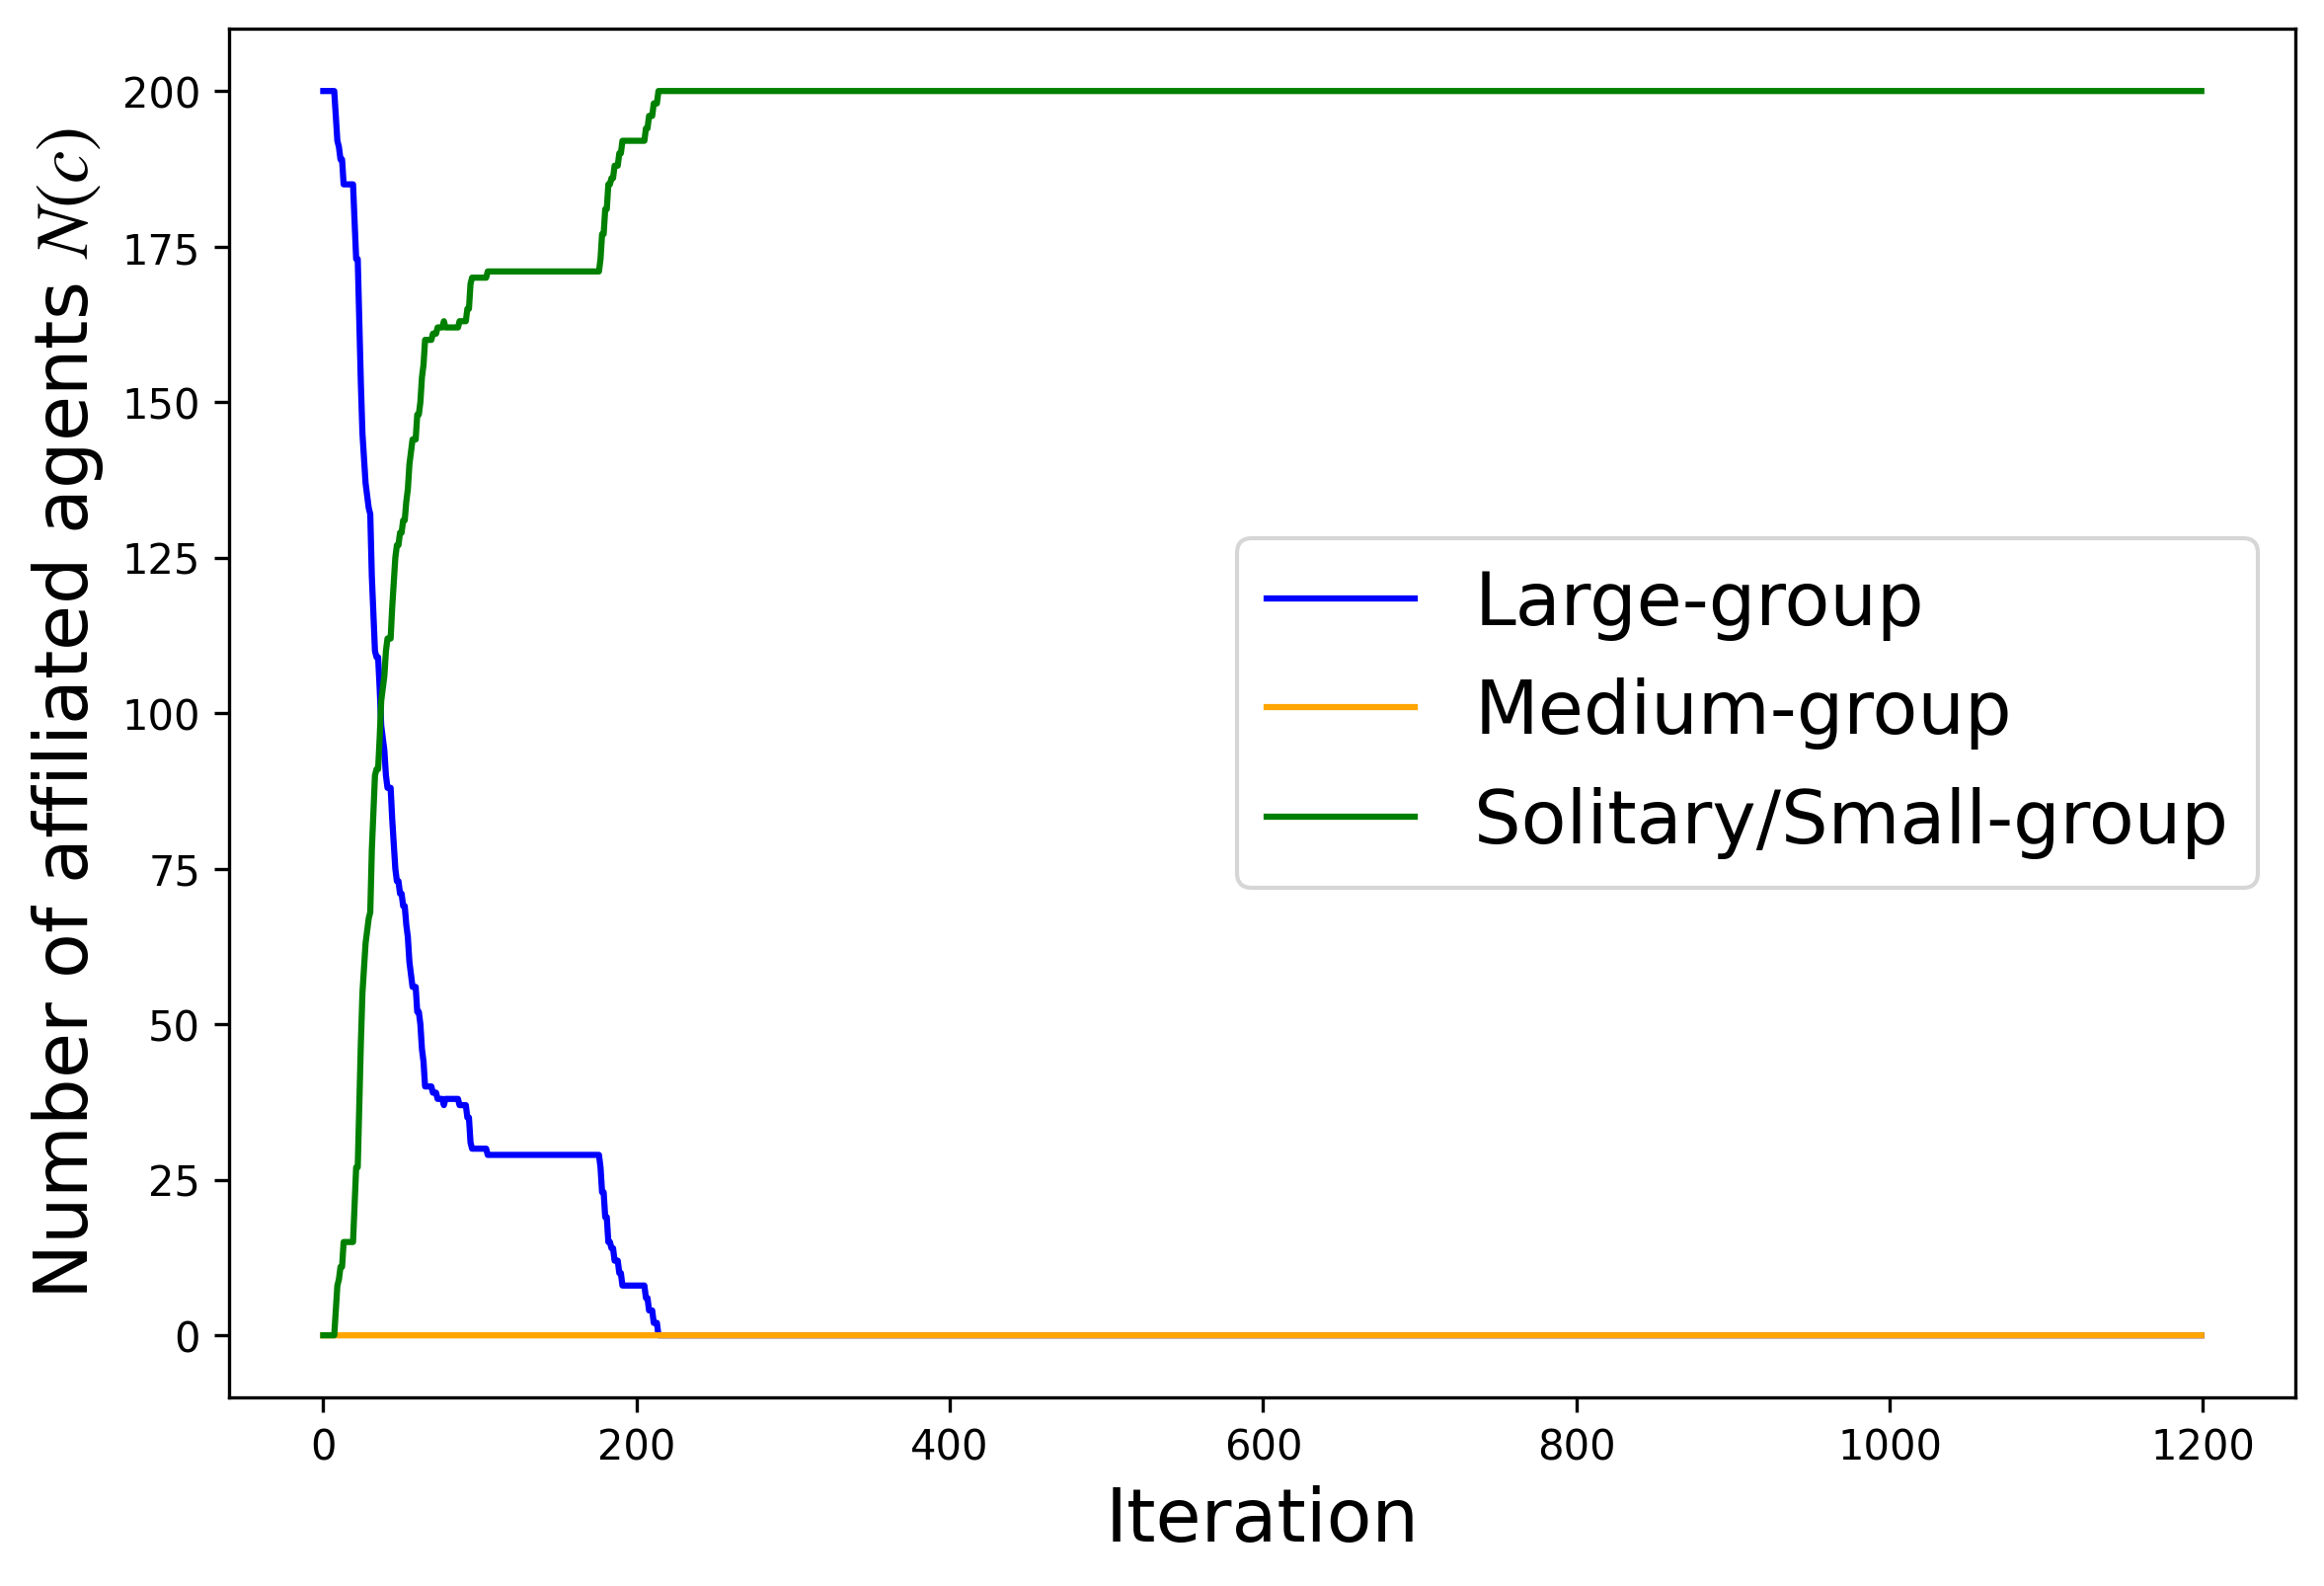 Number of affiliated agents N(c)
200
175
150
125
100
75
50
25
0
Large-group
Medium-group
Solitary/Small-group
0 200 400 600 800 1000 1200
Iteration